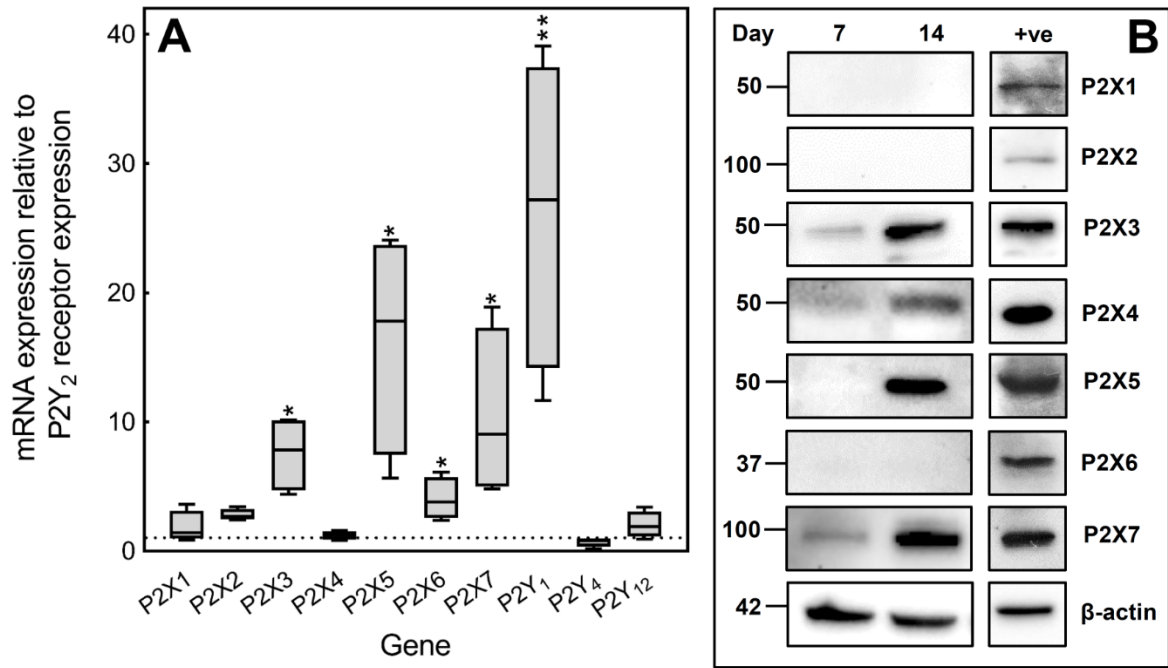 A
mRNA expression relative to
P2Y₂ receptor expression
40
30
20
10
0
*
*
*
*
**
P2X1
P2X2
P2X3
P2X4
P2X5
P2X6
P2X7
P2Y₁
P2Y₄
P2Y₁₂
Gene
B
Day 7 14 +ve
50 P2X1
100 P2X2
50 P2X3
50 P2X4
50 P2X5
37 P2X6
100 P2X7
42 β-actin